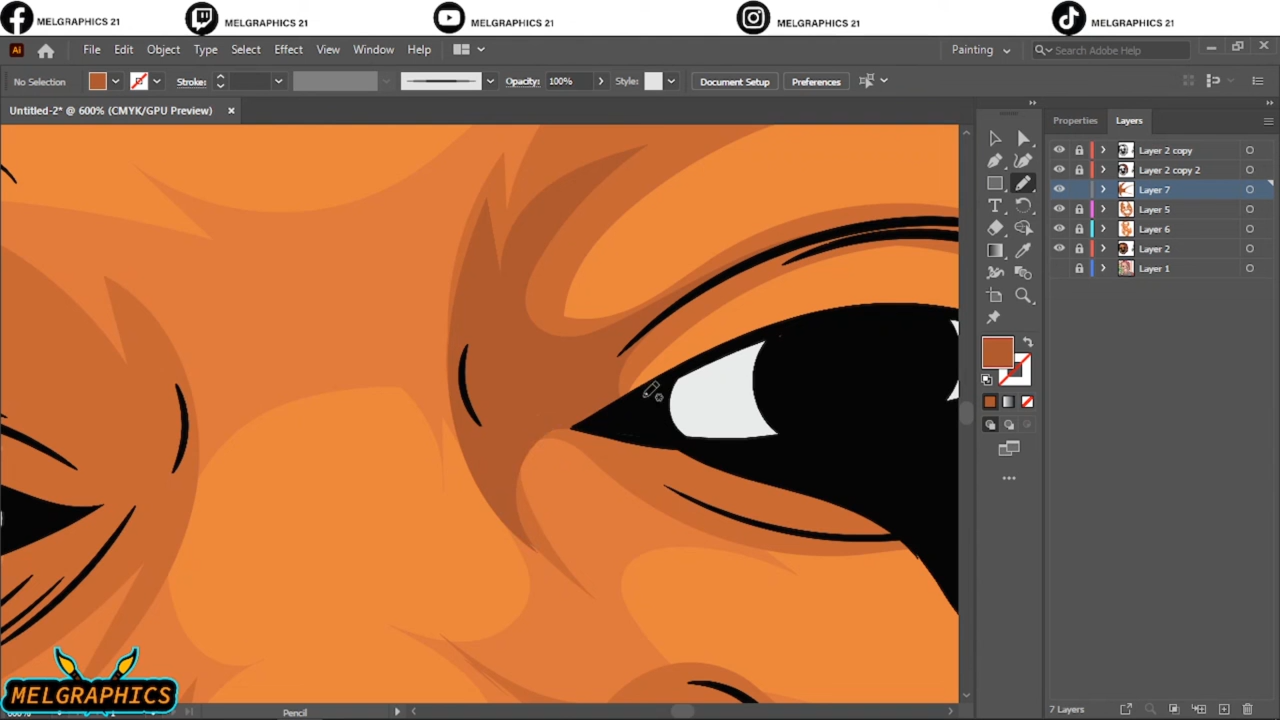 MELGRAPHICS 21 MELGRAPHICS 21 MELGRAPHICS 21 MELGRAPHICS 21 MELGRAPHICS 21
Ai File Edit Object Type Select Effect View Window Help Painting Search Adobe Help
No Selection Stroke: Opacity: 100% Style: Document Setup Preferences
Untitled-2* @ 600% (CMYK/GPU Preview)
Properties Layers
Layer 2 copy
Layer 2 copy 2
Layer 7
Layer 5
Layer 6
Layer 2
Layer 1
MELGRAPHICS
Pencil
7 Layers